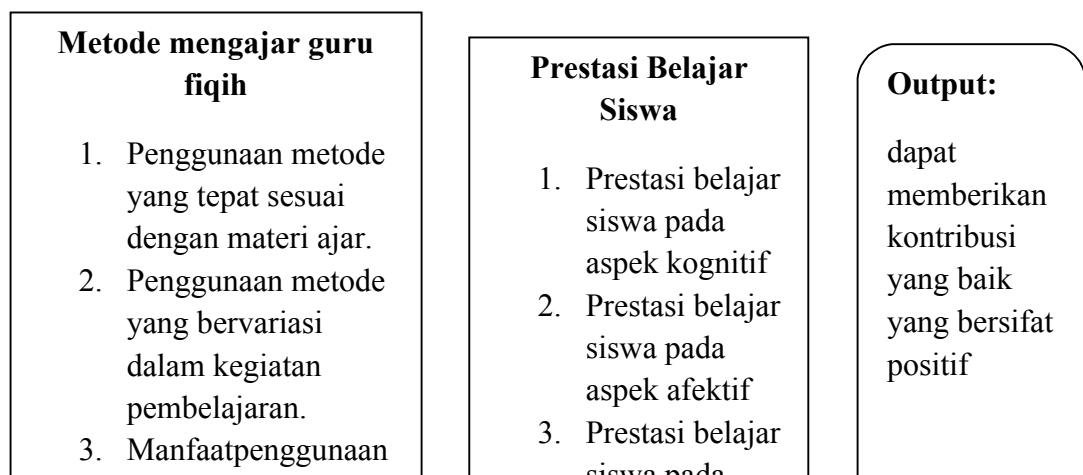 Metode mengajar guru
fiqih
1. Penggunaan metode
yang tepat sesuai
dengan materi ajar.
2. Penggunaan metode
yang bervariasi
dalam kegiatan
pembelajaran.
3. Manfaatpenggunaan
Prestasi Belajar
Siswa
1. Prestasi belajar
siswa pada
aspek kognitif
2. Prestasi belajar
siswa pada
aspek afektif
3. Prestasi belajar
siswa pada
Output:
dapat
memberikan
kontribusi
yang baik
yang bersifat
positif